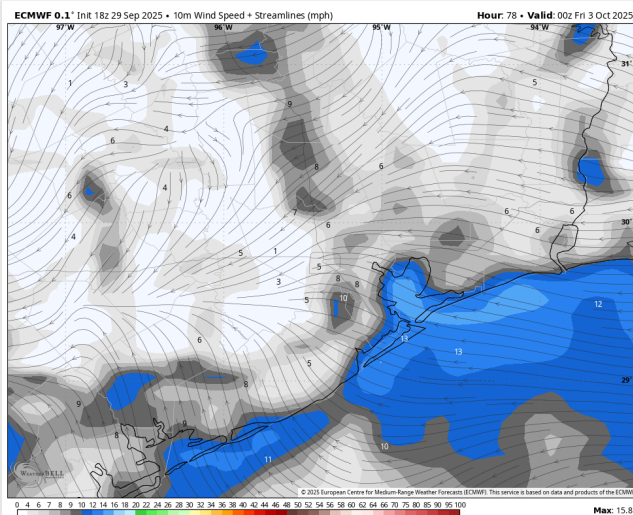 ECMWF 0.1° Init 18z 29 Sep 2025 • 10m Wind Speed + Streamlines (mph)
Hour: 78 • Valid: 00z Fri 3 Oct 2025
97°W 96°W 95°W 94°W
31°
1 3 5
9
4
6 8 6
6 4
7 6 6 6
30°
4 6
5 1
5
3 8 8
5 10 12
13
6 13
5
8 29°
9
9
8
10
11
WeatherBELL
© 2025 European Centre for Medium-Range Weather Forecasts (ECMWF). This service is based on data and products of the ECMWF
0 4 6 7 8 9 10 12 14 16 18 20 22 24 26 28 30 32 34 36 38 40 42 44 46 48 50 52 54 56 58 60 65 70 75 80 85 90 95 100
Max: 15.8